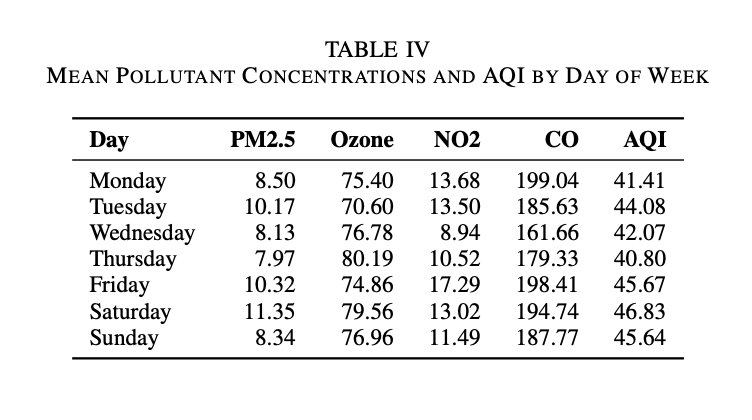 TABLE IV
MEAN POLLUTANT CONCENTRATIONS AND AQI BY DAY OF WEEK
Day PM2.5 Ozone NO2 CO AQI
Monday 8.50 75.40 13.68 199.04 41.41
Tuesday 10.17 70.60 13.50 185.63 44.08
Wednesday 8.13 76.78 8.94 161.66 42.07
Thursday 7.97 80.19 10.52 179.33 40.80
Friday 10.32 74.86 17.29 198.41 45.67
Saturday 11.35 79.56 13.02 194.74 46.83
Sunday 8.34 76.96 11.49 187.77 45.64